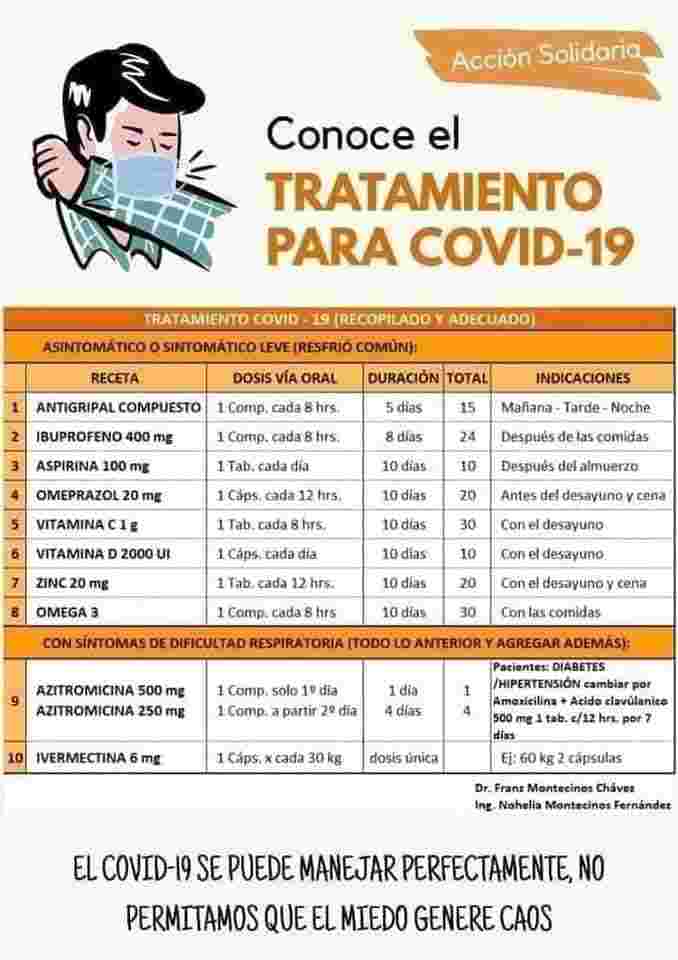 Acción Solidaria
Conoce el
TRATAMIENTO
PARA COVID-19
TRATAMIENTO COVID - 19 (RECOPILADO Y ADECUADO)
ASINTOMÁTICO O SINTOMÁTICO LEVE (RESFRIÓ COMÚN):
RECETA DOSIS VÍA ORAL DURACIÓN TOTAL INDICACIONES
1 ANTIGRIPAL COMPUESTO 1 Comp. cada 8 hrs. 5 días 15 Mañana - Tarde - Noche
2 IBUPROFENO 400 mg 1 Comp. cada 8 hrs. 8 días 24 Después de las comidas
3 ASPIRINA 100 mg 1 Tab. cada día 10 días 10 Después del almuerzo
4 OMEPRAZOL 20 mg 1 Cáps. cada 12 hrs. 10 días 20 Antes del desayuno y cena
5 VITAMINA C 1 g 1 Tab. cada 8 hrs. 10 días 30 Con el desayuno
6 VITAMINA D 2000 UI 1 Cáps. cada día 10 días 10 Con el desayuno
7 ZINC 20 mg 1 Tab. cada 12 hrs. 10 días 20 Con el desayuno y cena
8 OMEGA 3 1 Comp. cada 8 hrs 10 días 30 Con las comidas
CON SÍNTOMAS DE DIFICULTAD RESPIRATORIA (TODO LO ANTERIOR Y AGREGAR ADEMÁS):
9 AZITROMICINA 500 mg 1 Comp. solo 1º día 1 día 1
AZITROMICINA 250 mg 1 Comp. a partir 2º día 4 días 4
Pacientes: DIABETES
/HIPERTENSIÓN cambiar por
Amoxicilina + Acido clavúlanico
500 mg 1 tab. c/12 hrs. por 7
días
10 IVERMECTINA 6 mg 1 Cáps. x cada 30 kg dosis única Ej: 60 kg 2 cápsulas
Dr. Franz Montecinos Chávez
Ing. Nohelia Montecinos Fernández
EL COVID-19 SE PUEDE MANEJAR PERFECTAMENTE, NO
PERMITAMOS QUE EL MIEDO GENERE CAOS